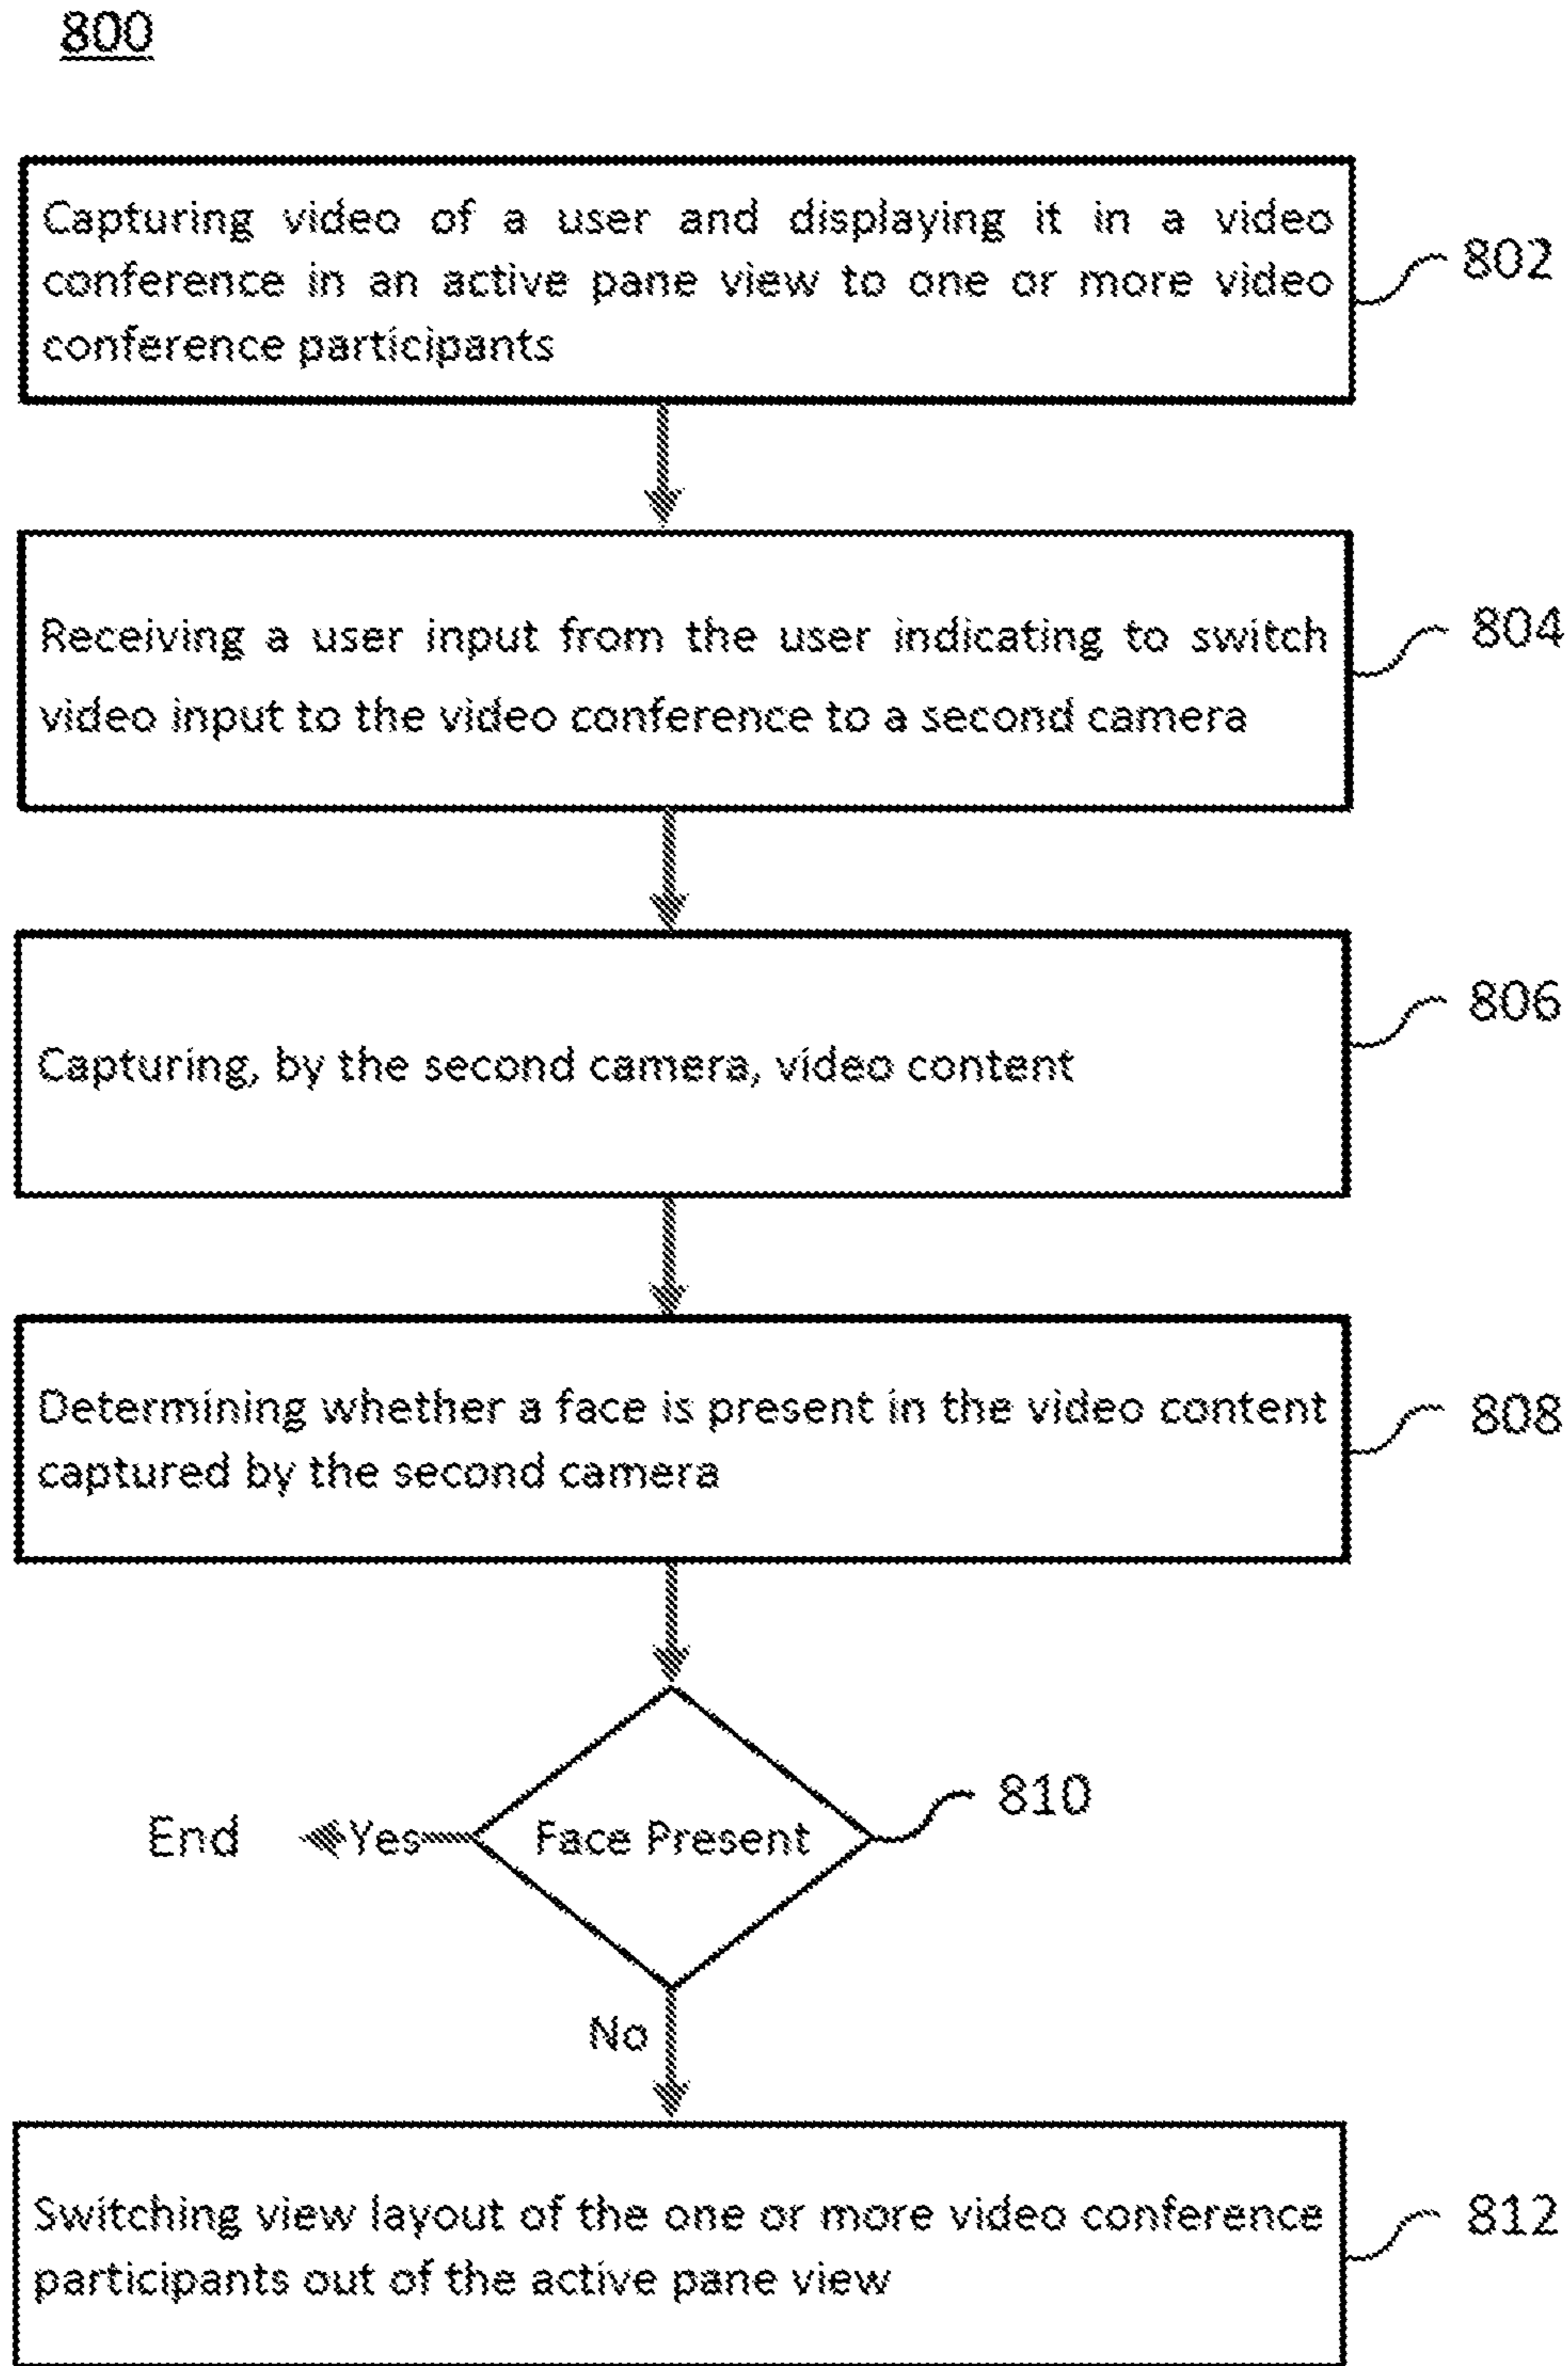 800
Capturing video of a user and displaying it in a video
conference in an active pane view to one or more video
conference participants
802
Receiving a user input from the user indicating to switch
video input to the video conference to a second camera
804
Capturing, by the second camera, video content
806
Determining whether a face is present in the video content
captured by the second camera
808
Face Present
810
Yes
End
No
Switching view layout of the one or more video conference
participants out of the active pane view
812